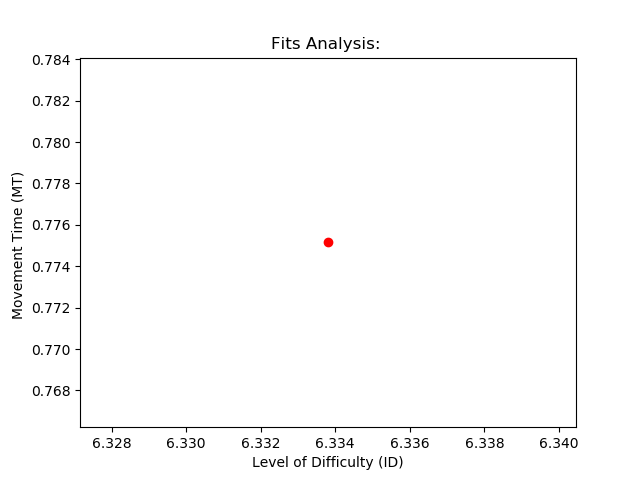 Fits Analysis:
0.784
0.782
0.780
0.778
0.776
0.774
0.772
0.770
0.768
Movement Time (MT)
6.328 6.330 6.332 6.334 6.336 6.338 6.340
Level of Difficulty (ID)